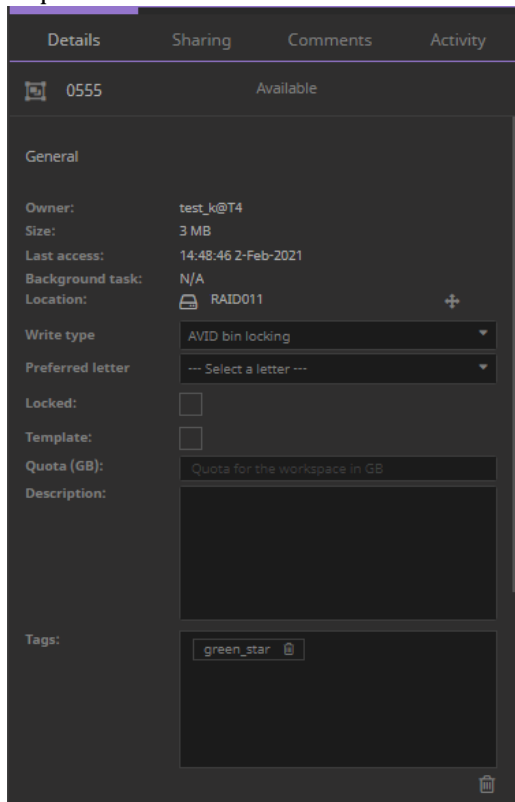 Details Sharing Comments Activity
0555 Available
General
Owner: test_k@T4
Size: 3 MB
Last access: 14:48:46 2-Feb-2021
Background task: N/A
Location: RAID011
Write type AVID bin locking
Preferred letter --- Select a letter ---
Locked:
Template:
Quota (GB): Quota for the workspace in GB
Description:
Tags: green_star